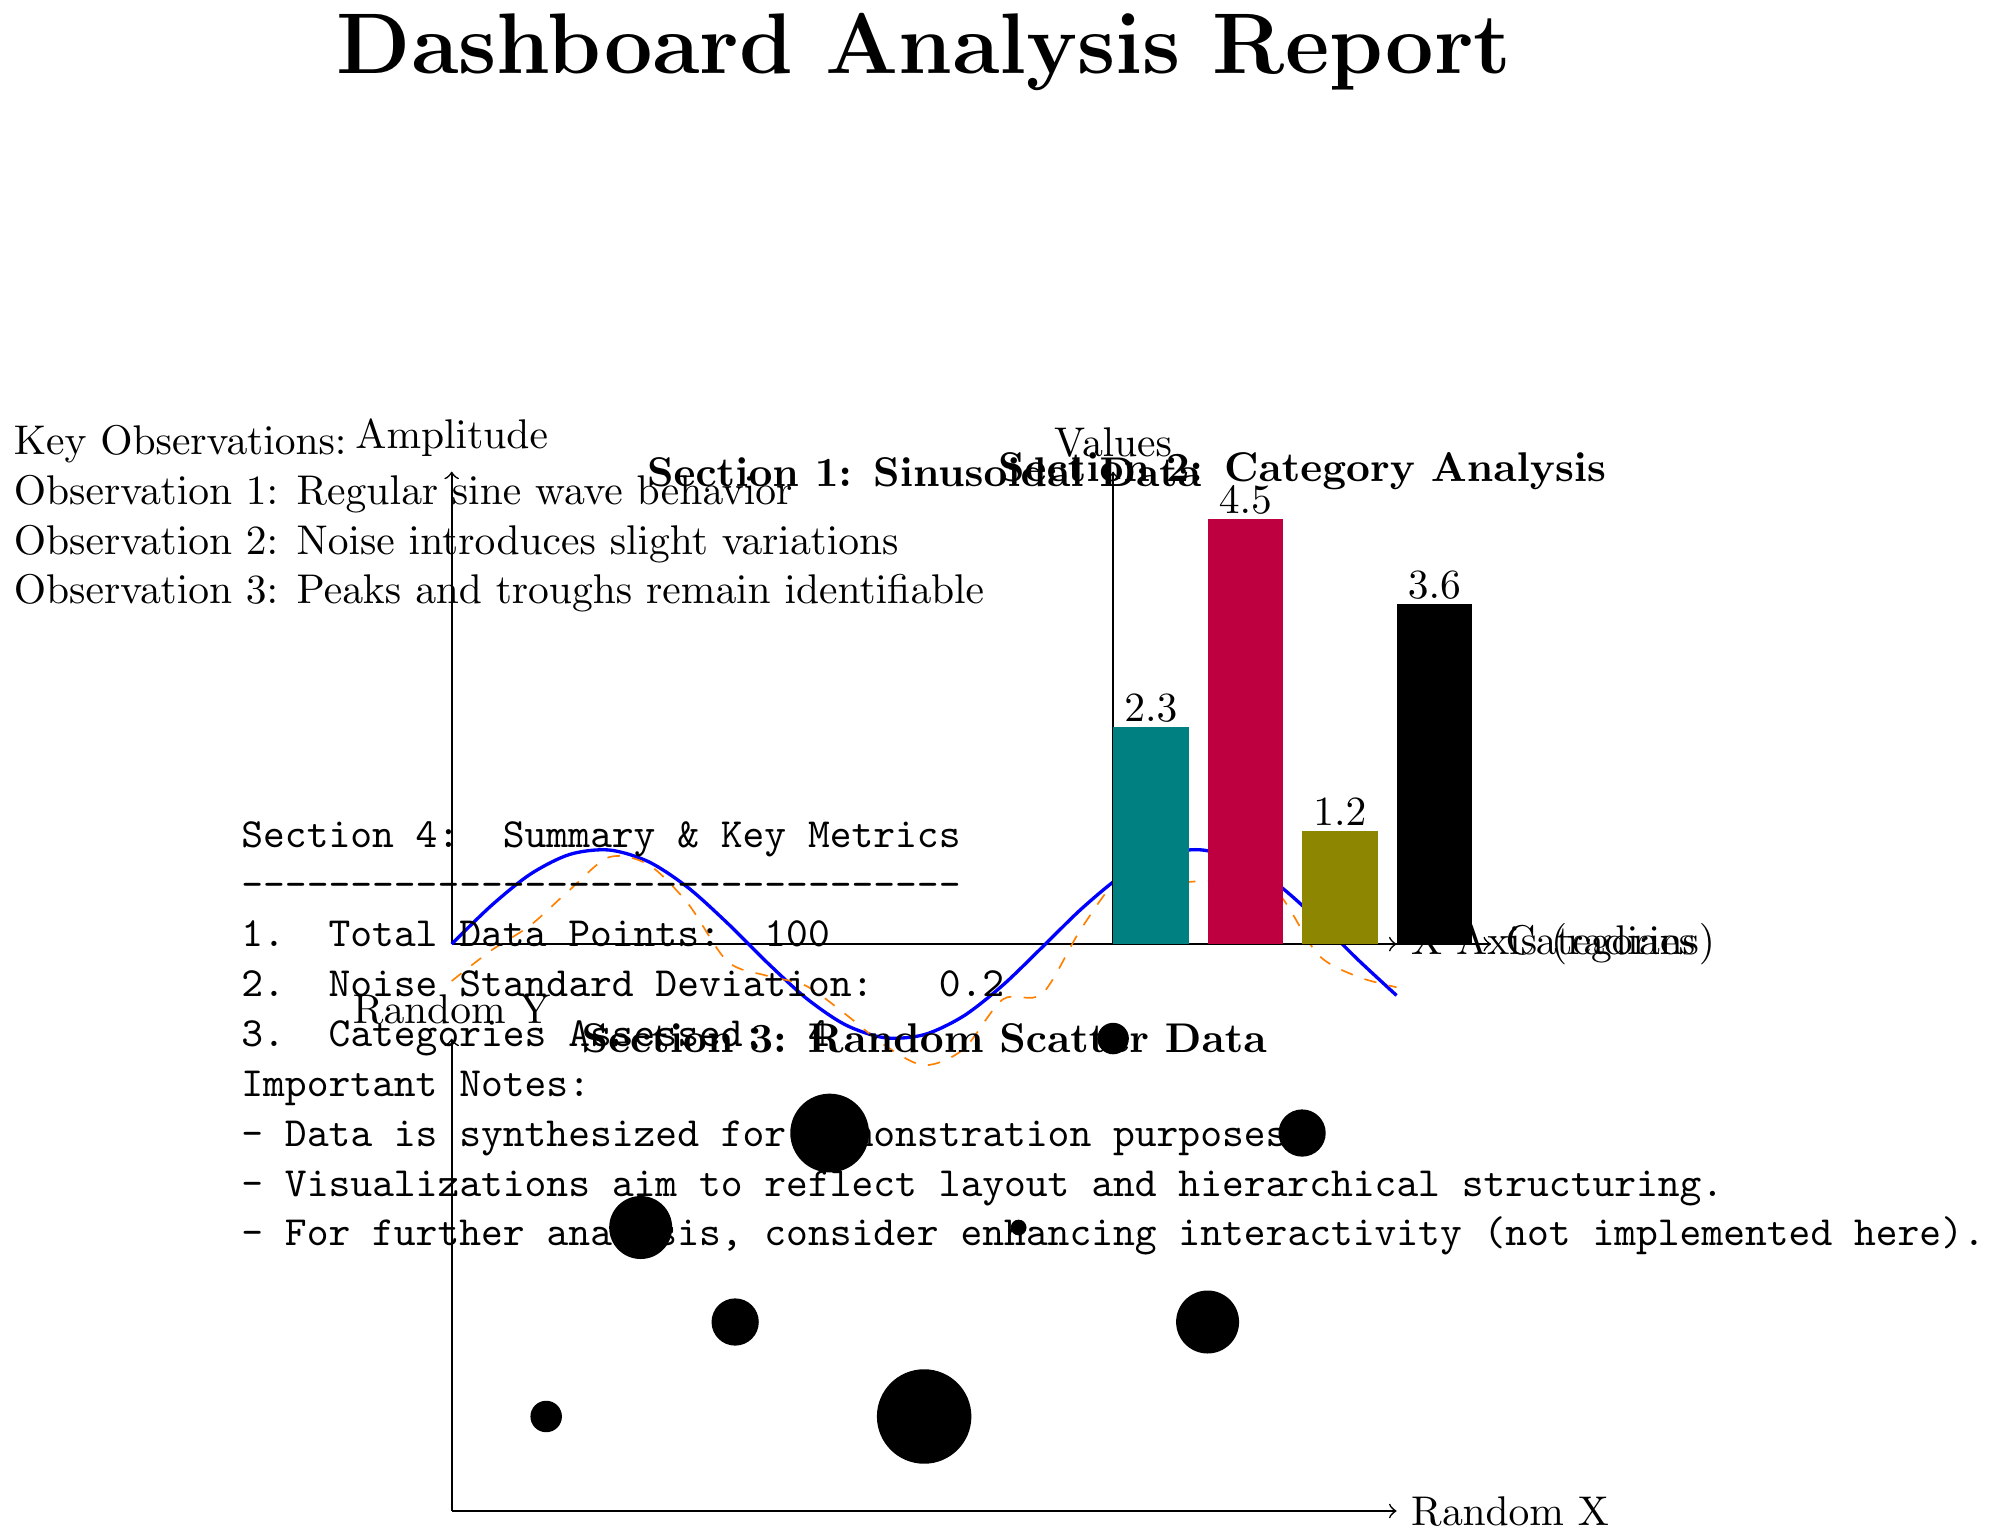 Dashboard Analysis Report
Key Observations:
Observation 1: Regular sine wave behavior
Observation 2: Noise introduces slight variations
Observation 3: Peaks and troughs remain identifiable
Amplitude
Section 1: Sinusoidal Data
Values
Section 2: Category Analysis
2.3
4.5
1.2
3.6
X Axis (radians)
Categories
Section 4: Summary & Key Metrics
---------------------------------
1. Total Data Points: 100
2. Noise Standard Deviation: 0.2
3. Categories Assessed: 4
Important Notes:
- Data is synthesized for demonstration purposes
- Visualizations aim to reflect layout and hierarchical structuring.
- For further analysis, consider enhancing interactivity (not implemented here).
Random Y
Section 3: Random Scatter Data
Random X